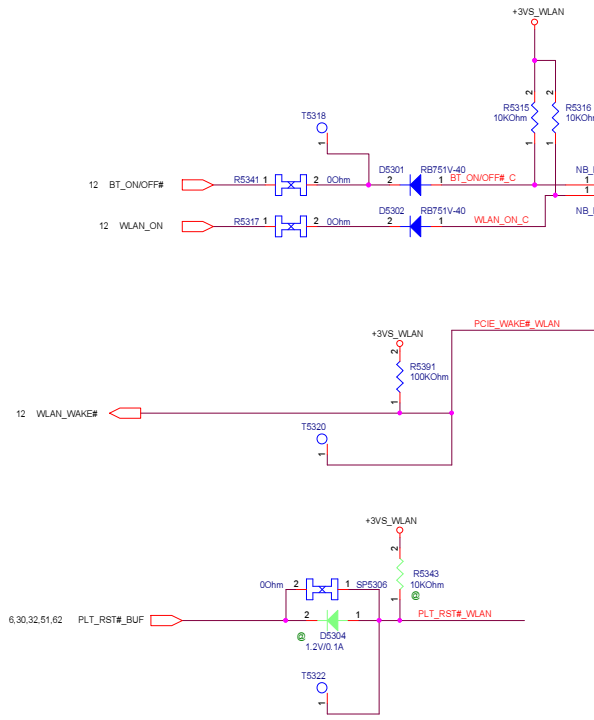 +3VS_WLAN
2 2
R5315 R5316
10KOhm 10KOhm
1 1
T5318
1
D5301 RB751V-40
12 BT_ON/OFF# R5341 1 2 0Ohm 2 1 BT_ON/OFF#_C
NB_
1
D5302 RB751V-40
1
NB_
12 WLAN_ON R5317 1 2 0Ohm 2 1 WLAN_ON_C
PCIE_WAKE#_WLAN
+3VS_WLAN
2
R5391
100KOhm
1
12 WLAN_WAKE#
T5320
1
+3VS_WLAN
2
R5343
10KOhm
1 @
0Ohm 2 1 SP5306
6,30,32,51,62 PLT_RST#_BUF 2 1 PLT_RST#_WLAN
@ D5304
1.2V/0.1A
T5322
1